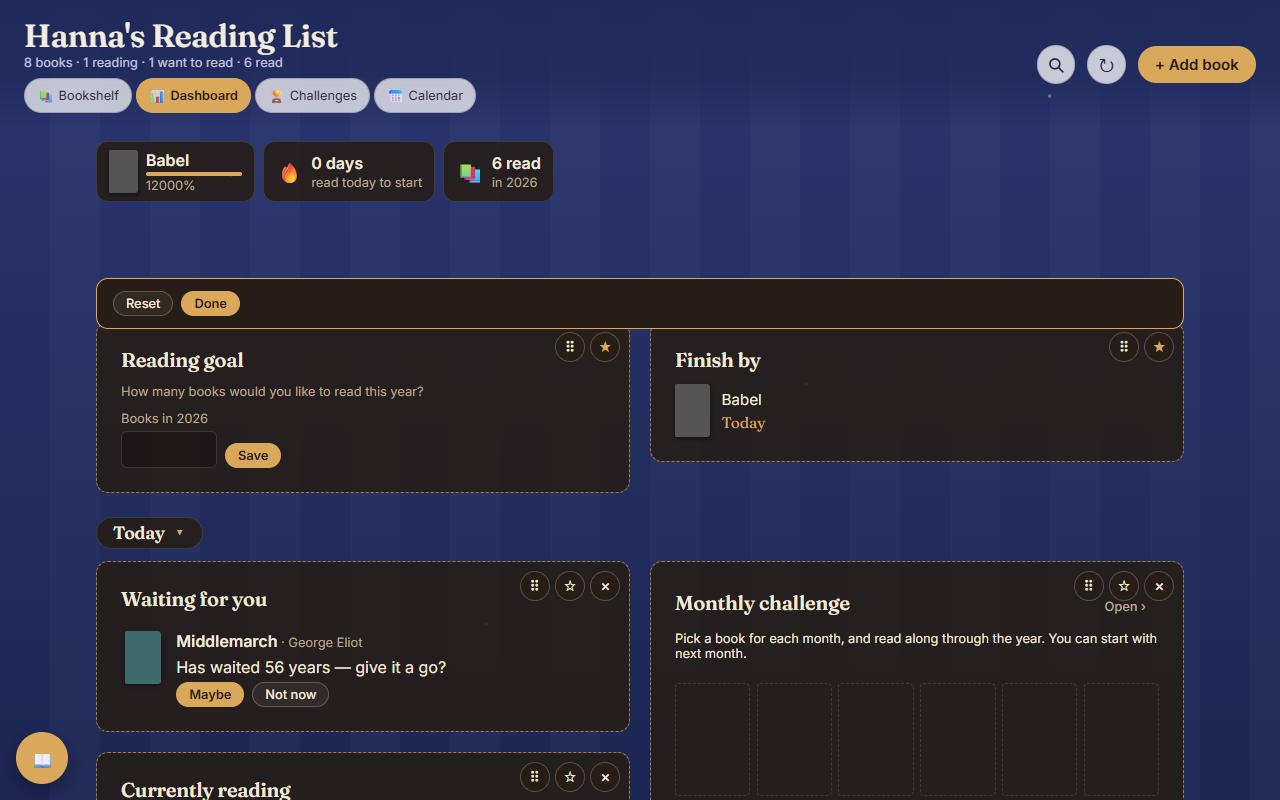 Hanna's Reading List
8 books · 1 reading · 1 want to read · 6 read
Bookshelf
Dashboard
Challenges
Calendar
+ Add book
Babel
12000%
0 days
read today to start
6 read
in 2026
Reset
Done
Reading goal
How many books would you like to read this year?
Books in 2026
Save
Finish by
Babel
Today
Today
Waiting for you
Middlemarch · George Eliot
Has waited 56 years — give it a go?
Maybe
Not now
Monthly challenge
Open ›
Pick a book for each month, and read along through the year. You can start with
next month.
Currently reading